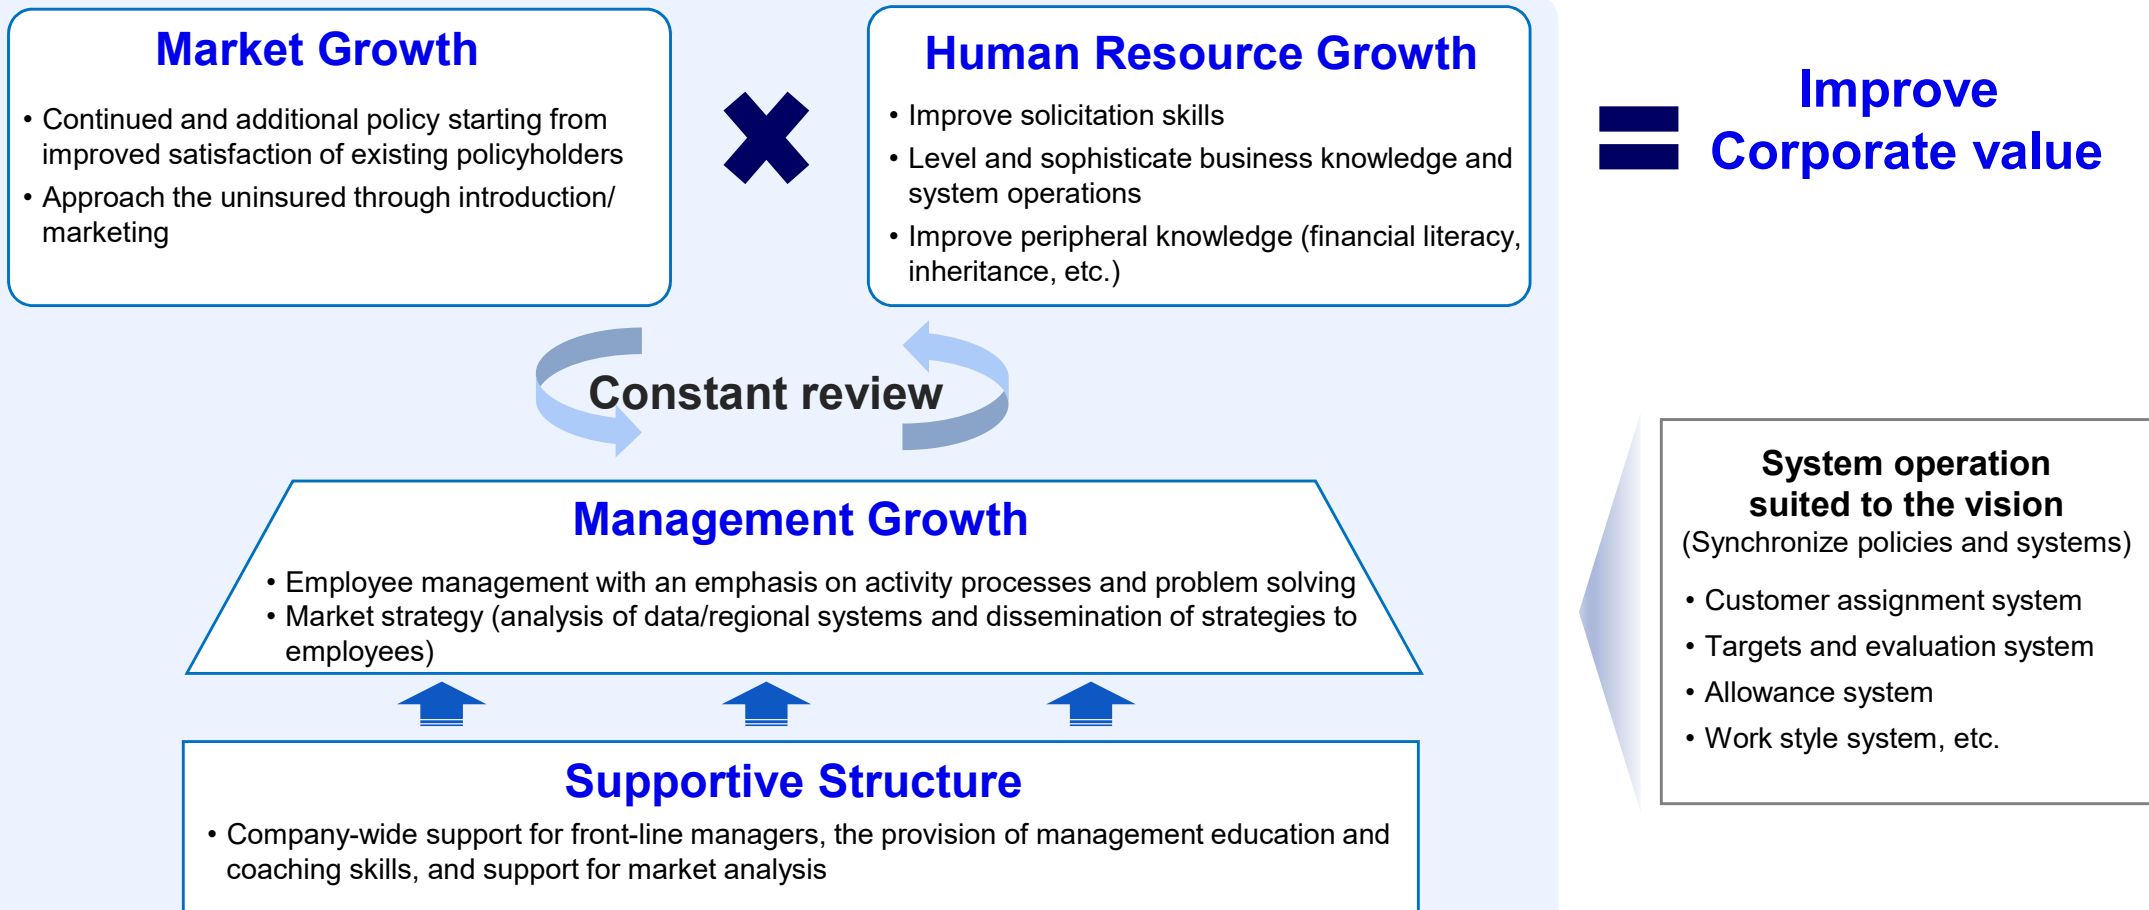 Market Growth
• Continued and additional policy starting from
improved satisfaction of existing policyholders
• Approach the uninsured through introduction/
marketing
Human Resource Growth
• Improve solicitation skills
• Level and sophisticate business knowledge and
system operations
• Improve peripheral knowledge (financial literacy,
inheritance, etc.)
Improve
Corporate value
Constant review
Management Growth
• Employee management with an emphasis on activity processes and problem solving
• Market strategy (analysis of data/regional systems and dissemination of strategies to
employees)
System operation
suited to the vision
(Synchronize policies and systems)
• Customer assignment system
• Targets and evaluation system
• Allowance system
• Work style system, etc.
Supportive Structure
• Company-wide support for front-line managers, the provision of management education and
coaching skills, and support for market analysis